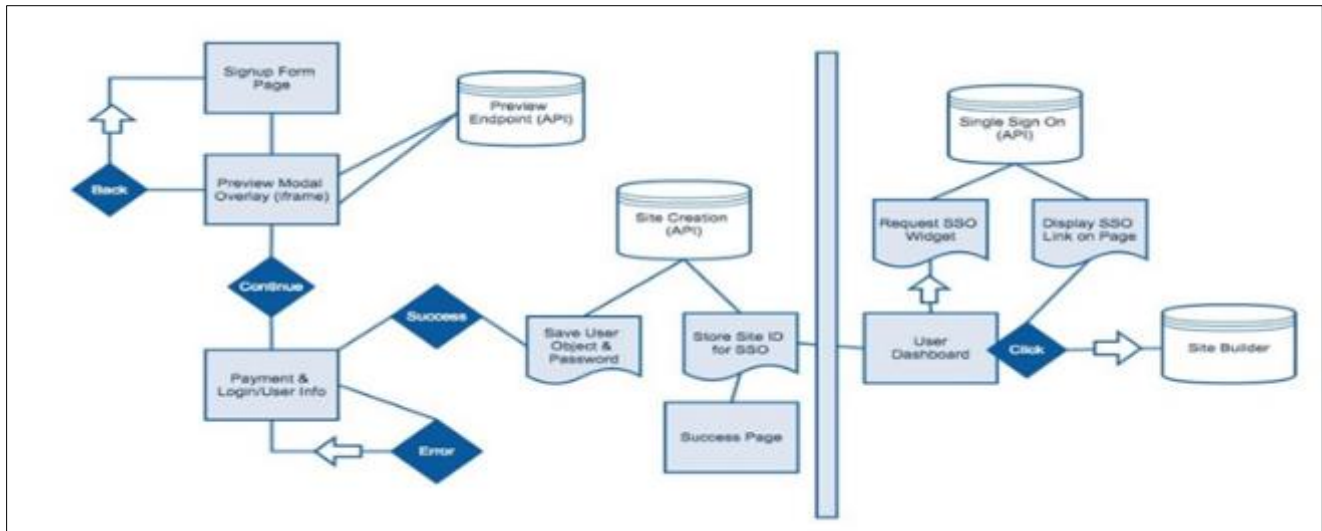 Signup Form
Page
Preview
Endpoint (API)
Back
Preview Modal
Overlay (iframe)
Continue
Payment &
Login/User Info
Success
Error
Site Creation
(API)
Save User
Object &
Password
Store Site ID
for SSO
Success Page
Single Sign On
(API)
Request SSO
Widget
Display SSO
Link on Page
User
Dashboard
Click
Site Builder